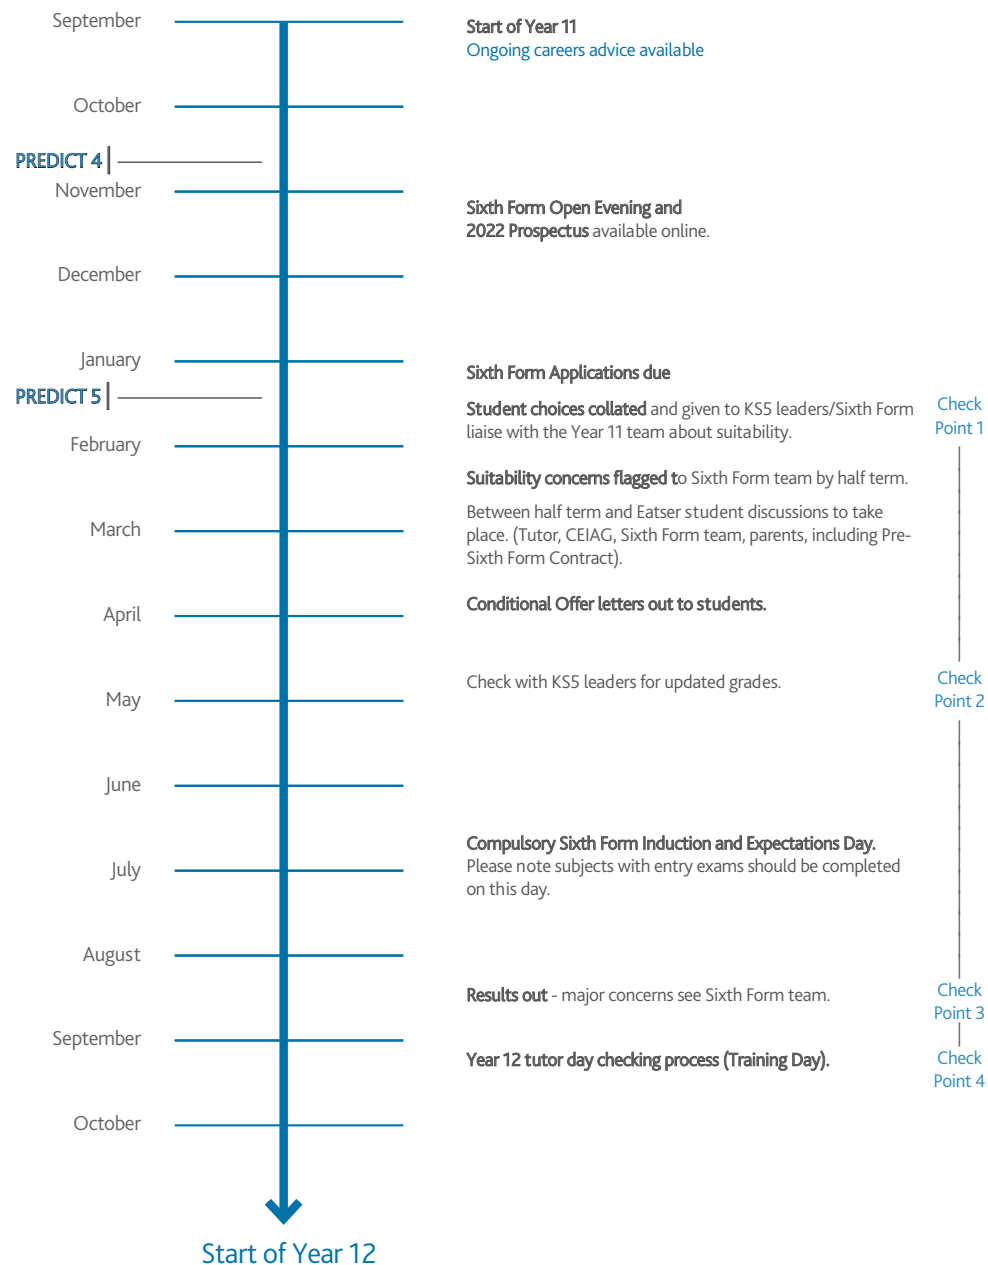 September
Start of Year 11
Ongoing careers advice available
October
PREDICT 4
November
Sixth Form Open Evening and
2022 Prospectus available online.
December
January
Sixth Form Applications due
PREDICT 5
Student choices collated and given to KS5 leaders/Sixth Form
liaise with the Year 11 team about suitability.
Check
Point 1
February
Suitability concerns flagged to Sixth Form team by half term.
Between half term and Eatser student discussions to take
place. (Tutor, CEIAG, Sixth Form team, parents, including Pre-
Sixth Form Contract).
March
Conditional Offer letters out to students.
April
Check with KS5 leaders for updated grades.
Check
Point 2
May
June
Compulsory Sixth Form Induction and Expectations Day.
Please note subjects with entry exams should be completed
on this day.
July
August
Results out - major concerns see Sixth Form team.
Check
Point 3
September
Year 12 tutor day checking process (Training Day).
Check
Point 4
October
Start of Year 12